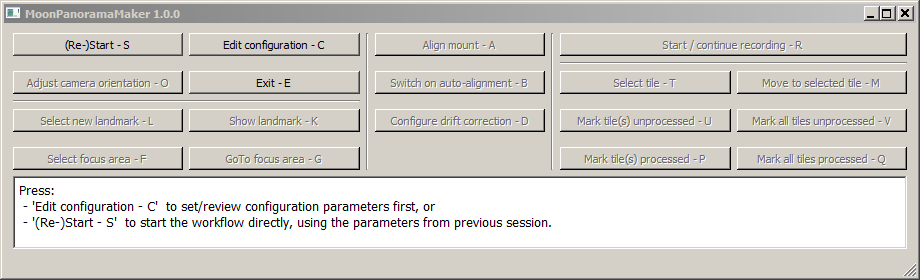 MoonPanoramaMaker 1.0.0
(Re-)Start - S
Edit configuration - C
Align mount - A
Start / continue recording - R
Adjust camera orientation - O
Exit - E
Switch on auto-alignment - B
Select tile - T
Move to selected tile - M
Select new landmark - L
Show landmark - K
Configure drift correction - D
Mark tile(s) unprocessed - U
Mark all tiles unprocessed - V
Select focus area - F
GoTo focus area - G
Mark tile(s) processed - P
Mark all tiles processed - Q
Press:
- 'Edit configuration - C'  to set/review configuration parameters first, or
- '(Re-)Start - S'  to start the workflow directly, using the parameters from previous session.